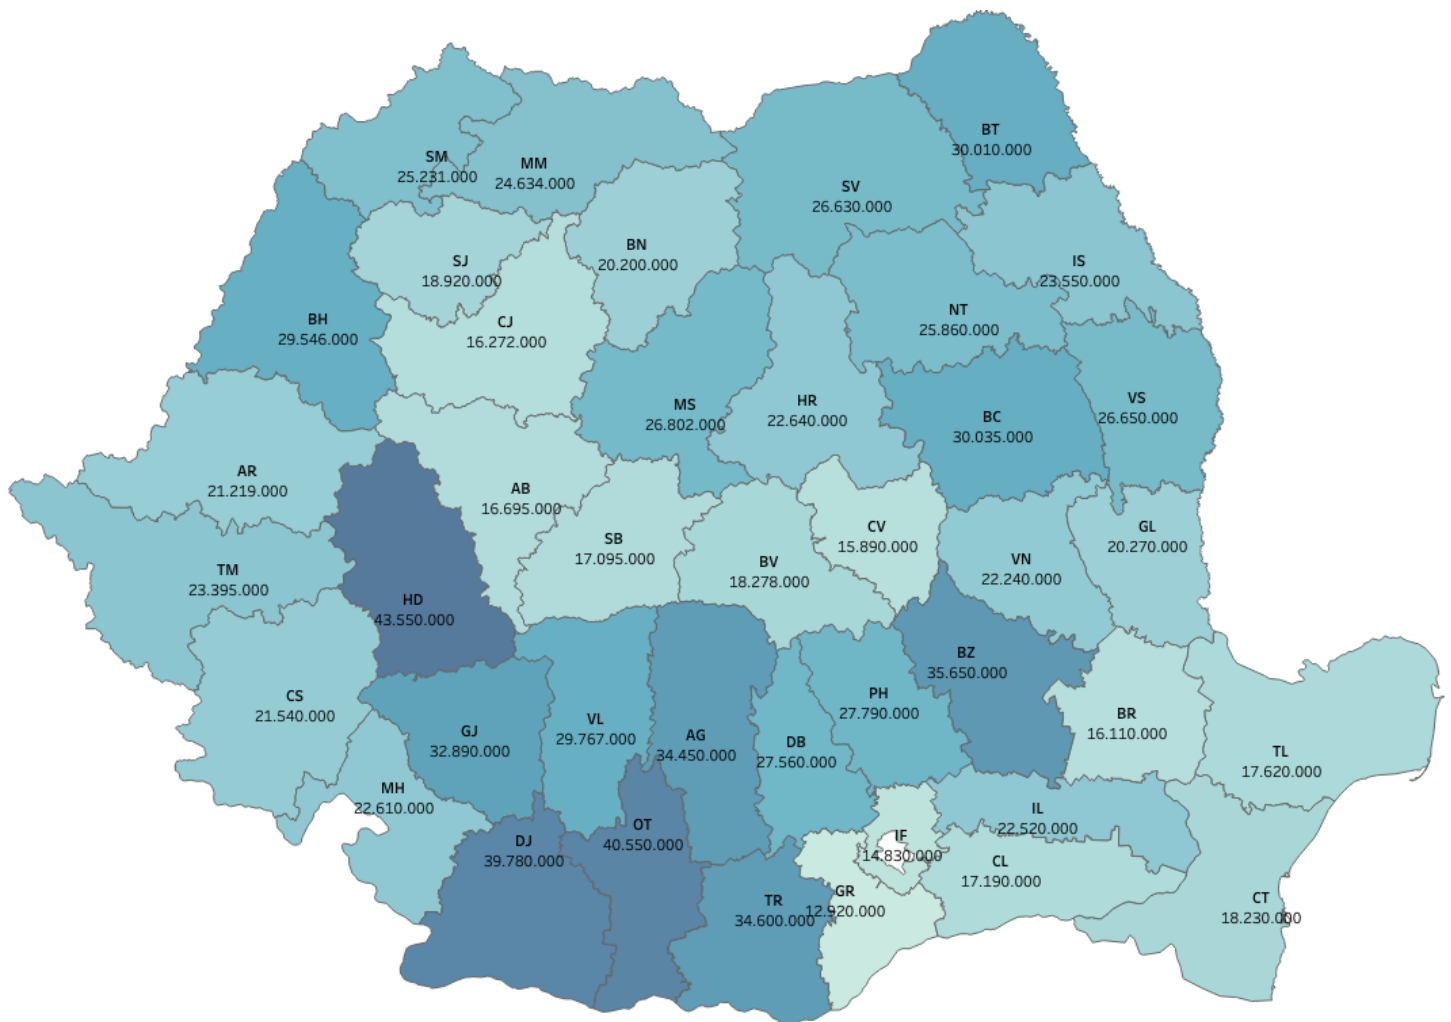 BT
30.010.000
SM
25.231.000
MM
24.634.000
SV
26.630.000
BN
20.200.000
SJ
18.920.000
IS
23.550.000
BH
29.546.000
CJ
16.272.000
NT
25.860.000
MS
26.802.000
HR
22.640.000
BC
30.035.000
VS
26.650.000
AR
21.219.000
AB
16.695.000
SB
17.095.000
CV
15.890.000
GL
20.270.000
TM
23.395.000
BV
18.278.000
VN
22.240.000
HD
43.550.000
BZ
35.650.000
CS
21.540.000
PH
27.790.000
BR
16.110.000
GJ
32.890.000
VL
29.767.000
AG
34.450.000
DB
27.560.000
TL
17.620.000
MH
22.610.000
IL
22.520.000
DJ
39.780.000
OT
40.550.000
IF
14.830.000
CL
17.190.000
TR
34.600.000
GR
12.920.000
CT
18.230.000